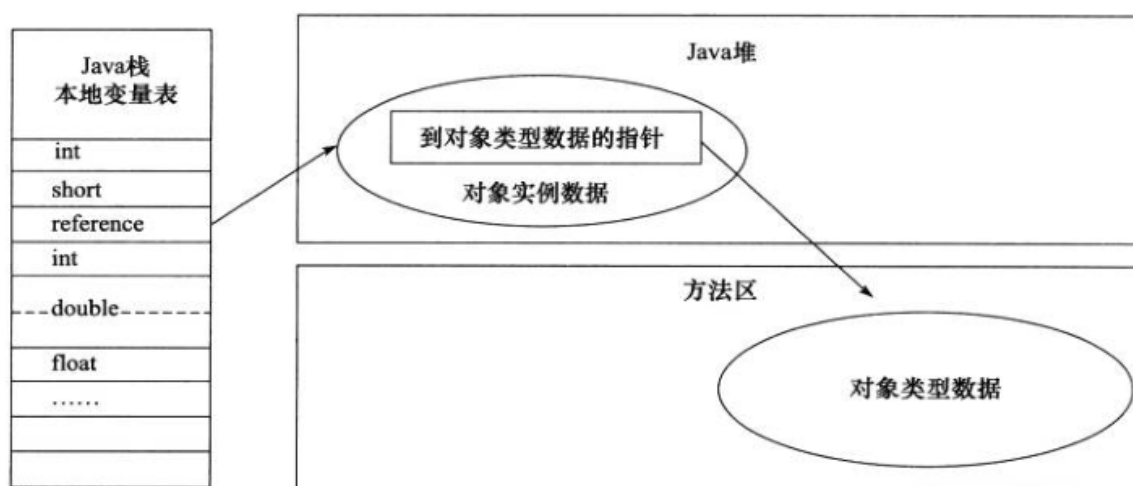 Java栈
本地变量表
int
short
reference
int
double
float
……
Java堆
到对象类型数据的指针
对象实例数据
方法区
对象类型数据